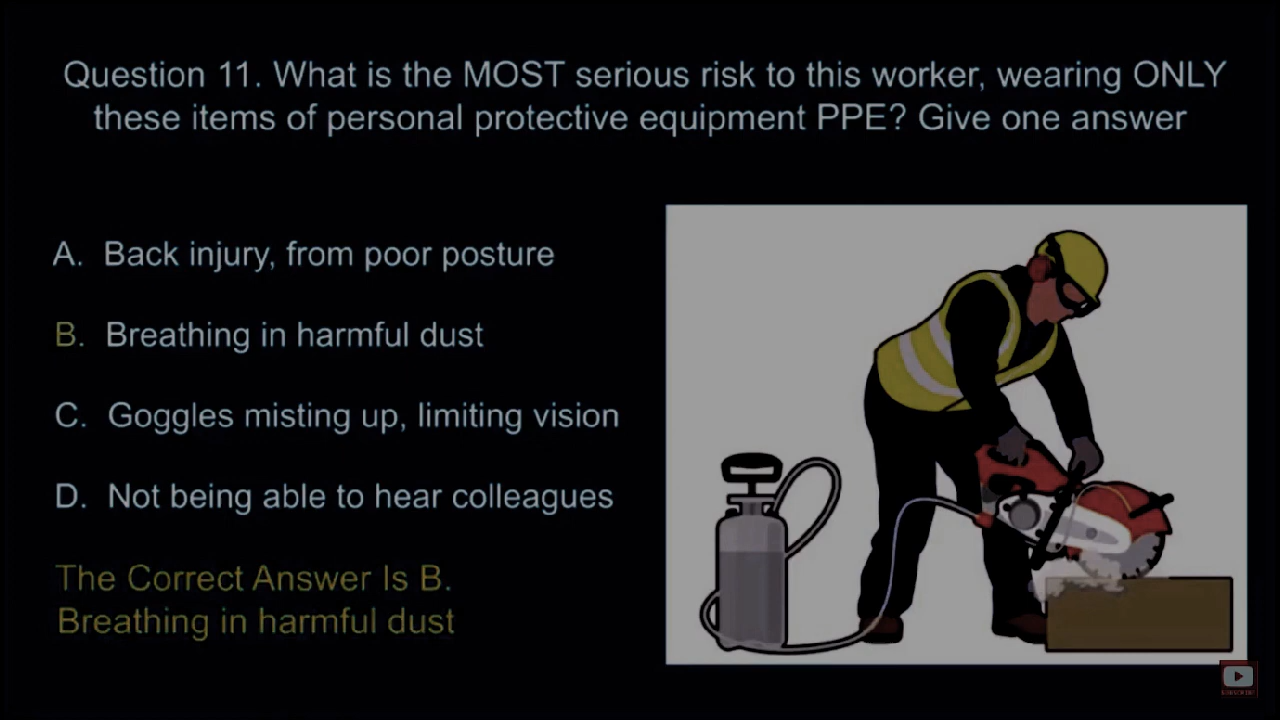 Question 11. What is the MOST serious risk to this worker, wearing ONLY
these items of personal protective equipment PPE? Give one answer
A. Back injury, from poor posture
B. Breathing in harmful dust
C. Goggles misting up, limiting vision
D. Not being able to hear colleagues
The Correct Answer Is B.
Breathing in harmful dust